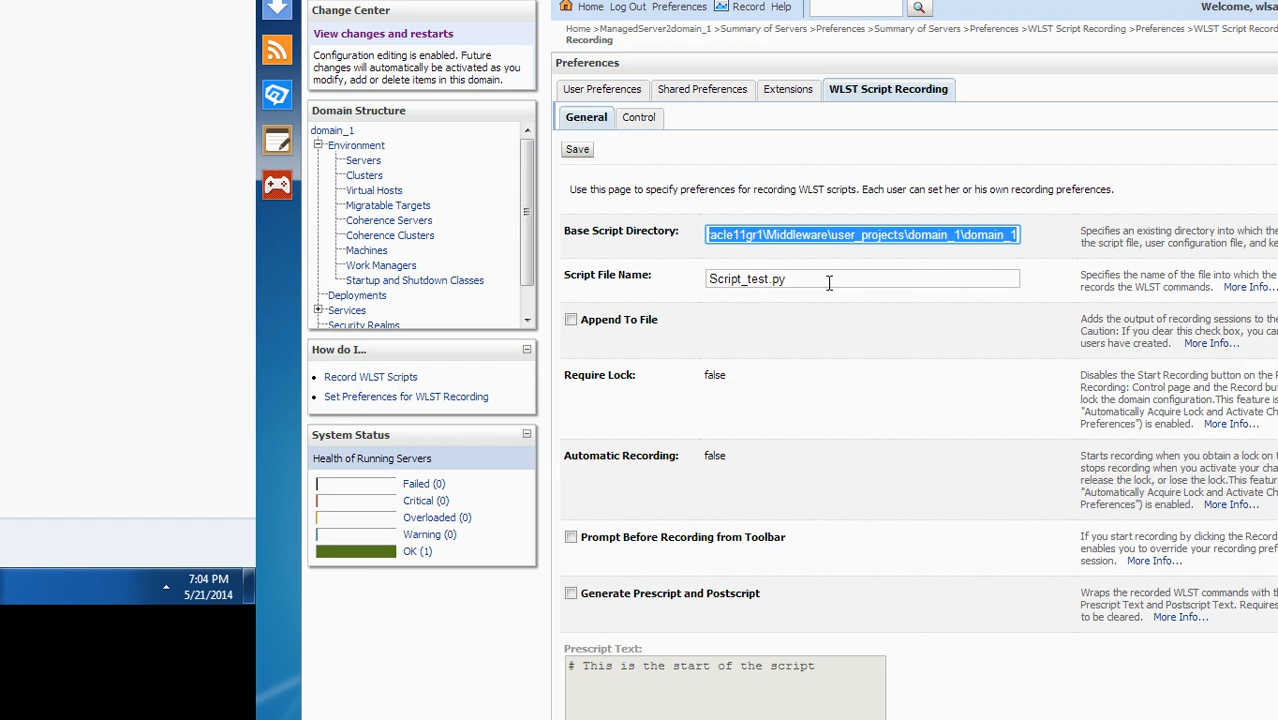 Home Log Out Preferences Record Help
Welcome, wlsa
Change Center
View changes and restarts
Configuration editing is enabled. Future
changes will automatically be activated as you
modify, add or delete items in this domain.
Domain Structure
domain_1
Environment
Servers
Clusters
Virtual Hosts
Migratable Targets
Coherence Servers
Coherence Clusters
Machines
Work Managers
Startup and Shutdown Classes
Deployments
Services
Security Realms
How do I...
Record WLST Scripts
Set Preferences for WLST Recording
System Status
Health of Running Servers
Failed (0)
Critical (0)
Overloaded (0)
Warning (0)
OK (1)
7:04 PM
5/21/2014
Home >ManagedServer2domain_1 >Summary of Servers >Preferences >Summary of Servers >Preferences >WLST Script Recording >Preferences >WLST Script Recor
Recording
Preferences
User Preferences Shared Preferences Extensions WLST Script Recording
General Control
Save
Use this page to specify preferences for recording WLST scripts. Each user can set her or his own recording preferences.
Base Script Directory: acle11gr1\Middleware\user_projects\domain_1\domain_1
Specifies an existing directory into which
the script file, user configuration file, and ke
Script File Name: Script_test.py
Specifies the name of the file into which the
records the WLST commands. More Info...
Append To File
Adds the output of recording sessions to the
Caution: If you clear this check box, you can
users have created. More Info...
Require Lock: false
Disables the Start Recording button on the
Recording: Control page and the Record but
lock the domain configuration.This feature is
"Automatically Acquire Lock and Activate Ch
Preferences") is enabled. More Info...
Automatic Recording: false
Starts recording when you obtain a lock on t
stops recording when you activate your cha
release the lock, or lose the lock.This featur
"Automatically Acquire Lock and Activate Ch
Preferences") is enabled. More Info...
Prompt Before Recording from Toolbar
If you start recording by clicking the Record
enables you to override your recording pref
session. More Info...
Generate Prescript and Postscript
Wraps the recorded WLST commands with t
Prescript Text and Postscript Text. Requires
to be cleared. More Info...
Prescript Text:
# This is the start of the script